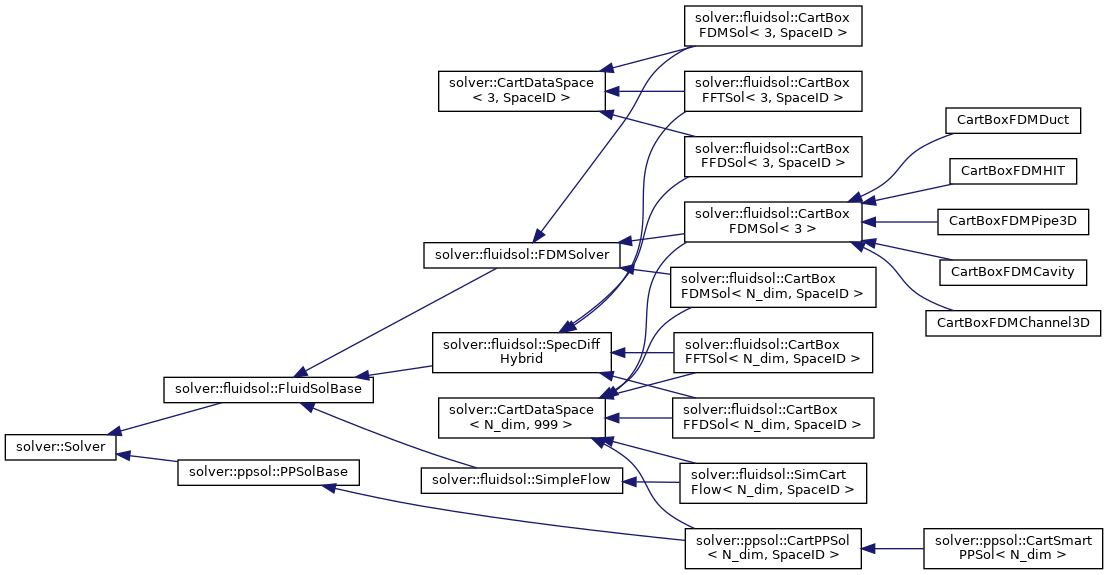 solver::fluidsol::CartBox
FDMSol< 3, SpaceID >
solver::CartDataSpace
< 3, SpaceID >
solver::fluidsol::CartBox
FFTSol< 3, SpaceID >
CartBoxFDMDuct
solver::fluidsol::CartBox
FFDSol< 3, SpaceID >
CartBoxFDMHIT
solver::fluidsol::CartBox
FDMSol< 3 >
CartBoxFDMPipe3D
solver::fluidsol::FDMSolver
CartBoxFDMCavity
solver::fluidsol::CartBox
FDMSol< N_dim, SpaceID >
CartBoxFDMChannel3D
solver::fluidsol::SpecDiff
Hybrid
solver::fluidsol::CartBox
FFTSol< N_dim, SpaceID >
solver::fluidsol::FluidSolBase
solver::CartDataSpace
< N_dim, 999 >
solver::fluidsol::CartBox
FFDSol< N_dim, SpaceID >
solver::Solver
solver::ppsol::PPSolBase
solver::fluidsol::SimpleFlow
solver::fluidsol::SimCart
Flow< N_dim, SpaceID >
solver::ppsol::CartPPSol
< N_dim, SpaceID >
solver::ppsol::CartSmart
PPSol< N_dim >